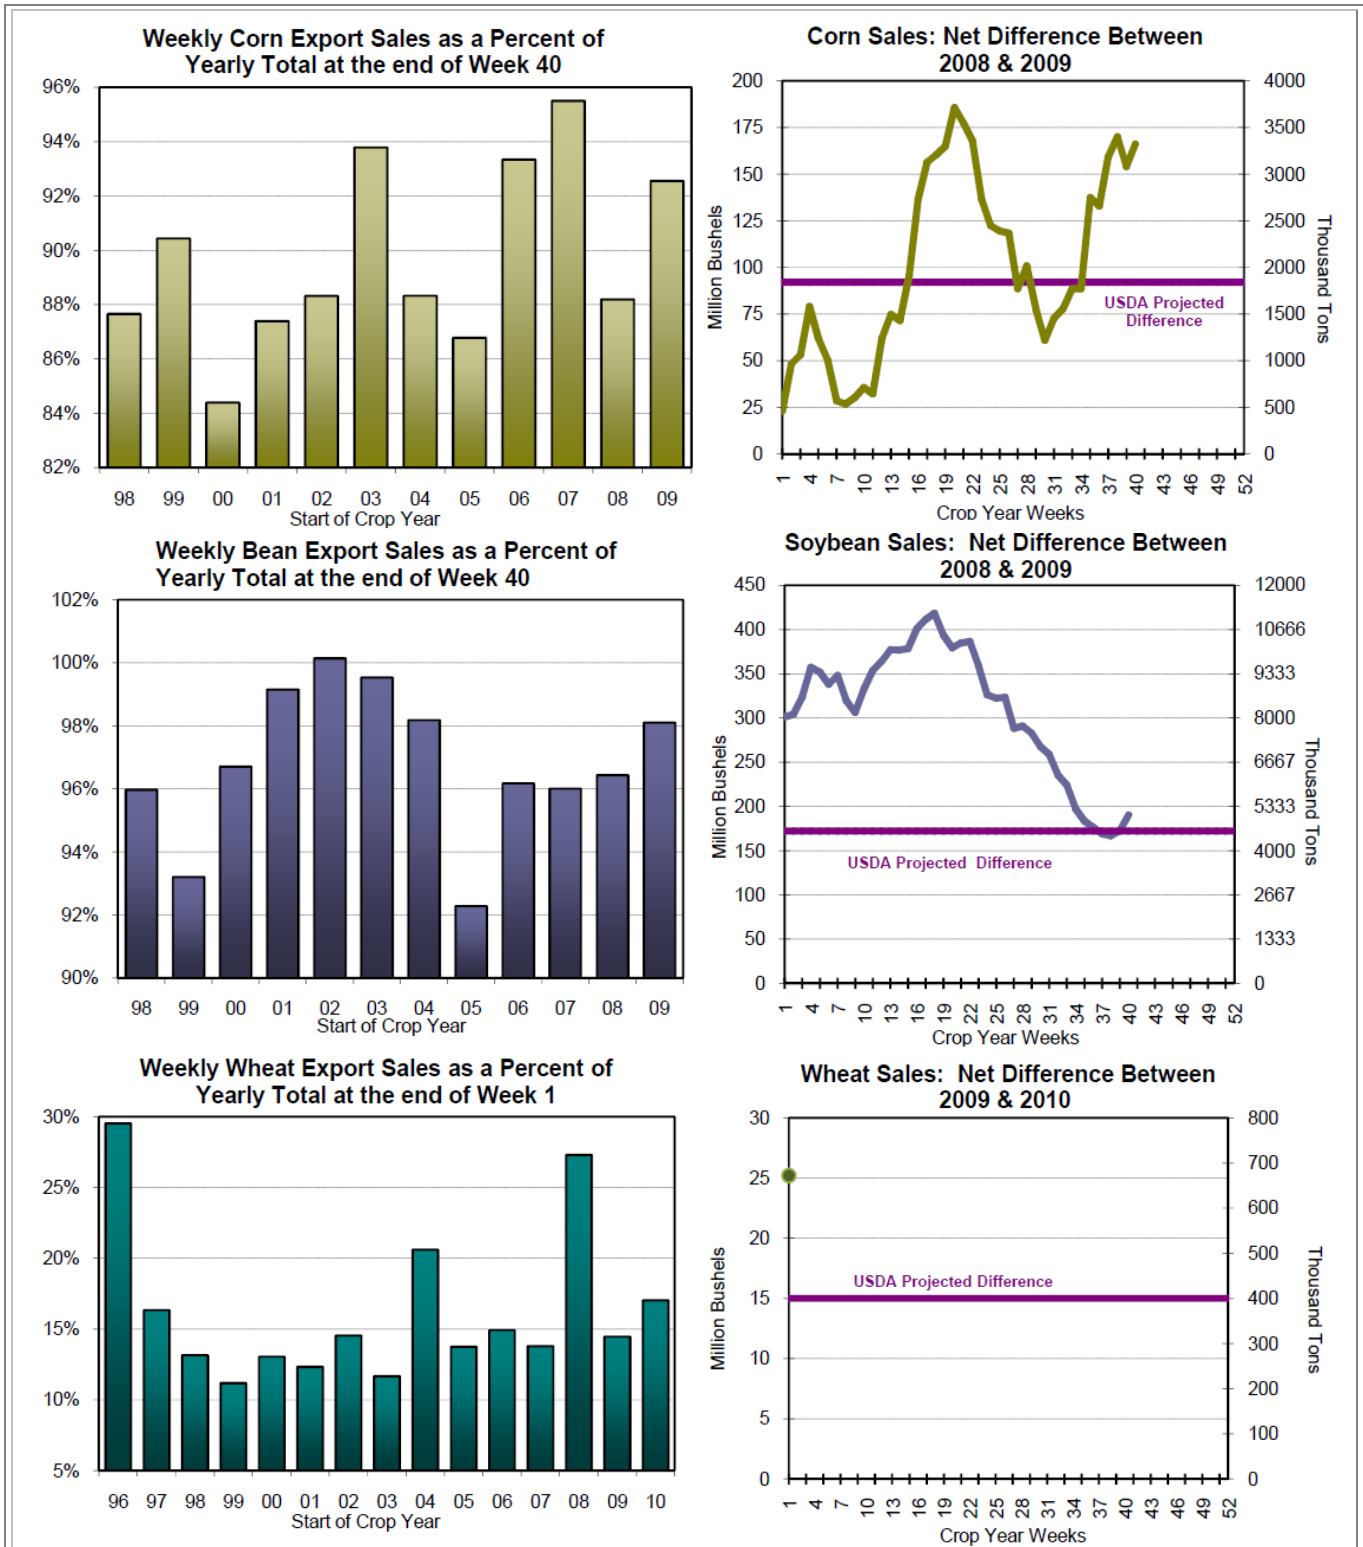 Weekly Corn Export Sales as a Percent of
Yearly Total at the end of Week 40
96%
94%
92%
90%
88%
86%
84%
82%
98 99 00 01 02 03 04 05 06 07 08 09
Start of Crop Year
Corn Sales: Net Difference Between
2008 & 2009
200
175
150
125
100
75
50
25
0
Million Bushels
4000
3500
3000
2500
2000
1500
1000
500
0
Thousand Tons
USDA Projected
Difference
1 4 7 10 13 16 19 22 25 28 31 34 37 40 43 46 49 52
Crop Year Weeks
Weekly Bean Export Sales as a Percent of
Yearly Total at the end of Week 40
102%
100%
98%
96%
94%
92%
90%
98 99 00 01 02 03 04 05 06 07 08 09
Start of Crop Year
Soybean Sales: Net Difference Between
2008 & 2009
450
400
350
300
250
200
150
100
50
0
Million Bushels
12000
10666
9333
8000
6667
5333
4000
2667
1333
0
Thousand Tons
USDA Projected Difference
1 4 7 10 13 16 19 22 25 28 31 34 37 40 43 46 49 52
Crop Year Weeks
Weekly Wheat Export Sales as a Percent of
Yearly Total at the end of Week 1
30%
25%
20%
15%
10%
5%
96 97 98 99 00 01 02 03 04 05 06 07 08 09 10
Start of Crop Year
Wheat Sales: Net Difference Between
2009 & 2010
30
25
20
15
10
5
0
Million Bushels
800
700
600
500
400
300
200
100
0
Thousand Tons
USDA Projected Difference
1 4 7 10 13 16 19 22 25 28 31 34 37 40 43 46 49 52
Crop Year Weeks